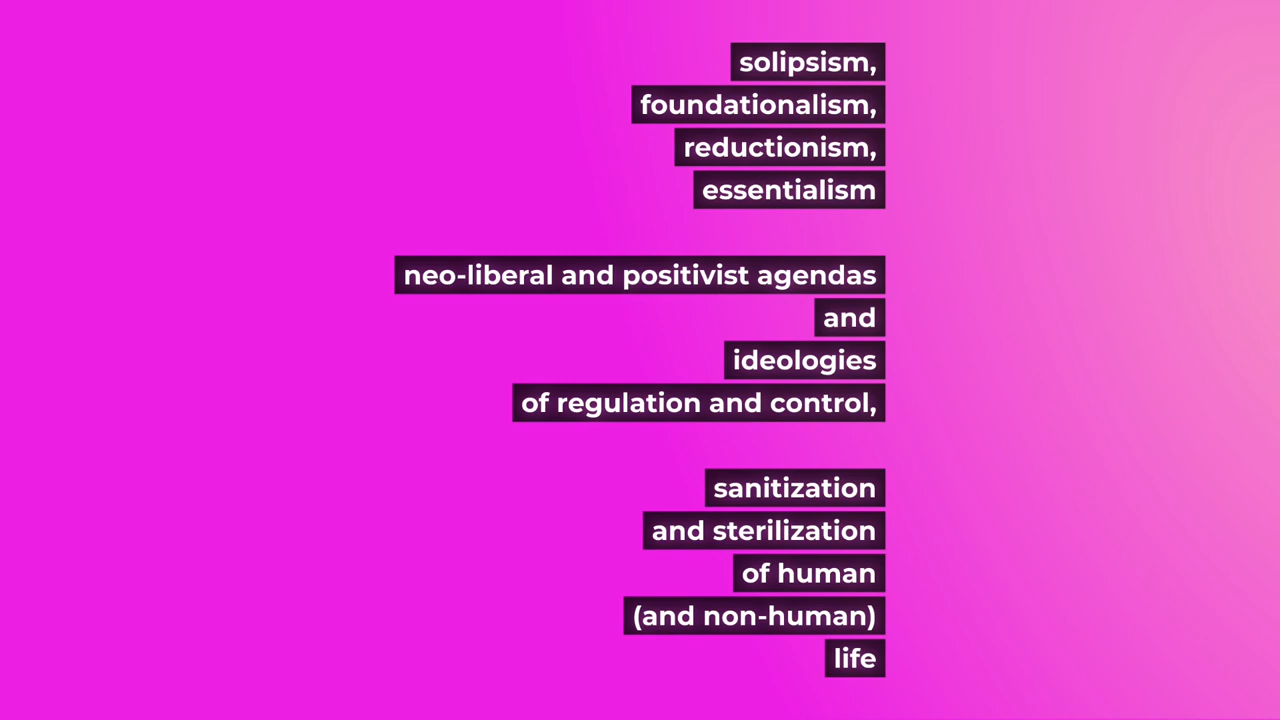 solipsism,
foundationalism,
reductionism,
essentialism
neo-liberal and positivist agendas
and
ideologies
of regulation and control,
sanitization
and sterilization
of human
(and non-human)
life